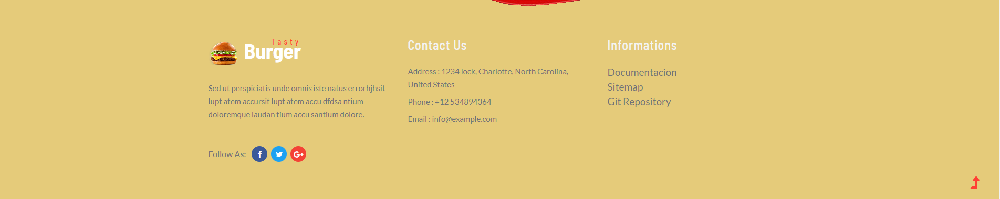 Tasty
Burger
Sed ut perspiciatis unde omnis iste natus errorhjhsit
lupt atem accursit lupt atem accu dfdsa ntium
doloremque laudan tium accu santium dolore.
Follow As:
Contact Us
Address : 1234 lock, Charlotte, North Carolina,
United States
Phone : +12 534894364
Email : info@example.com
Informations
Documentacion
Sitemap
Git Repository